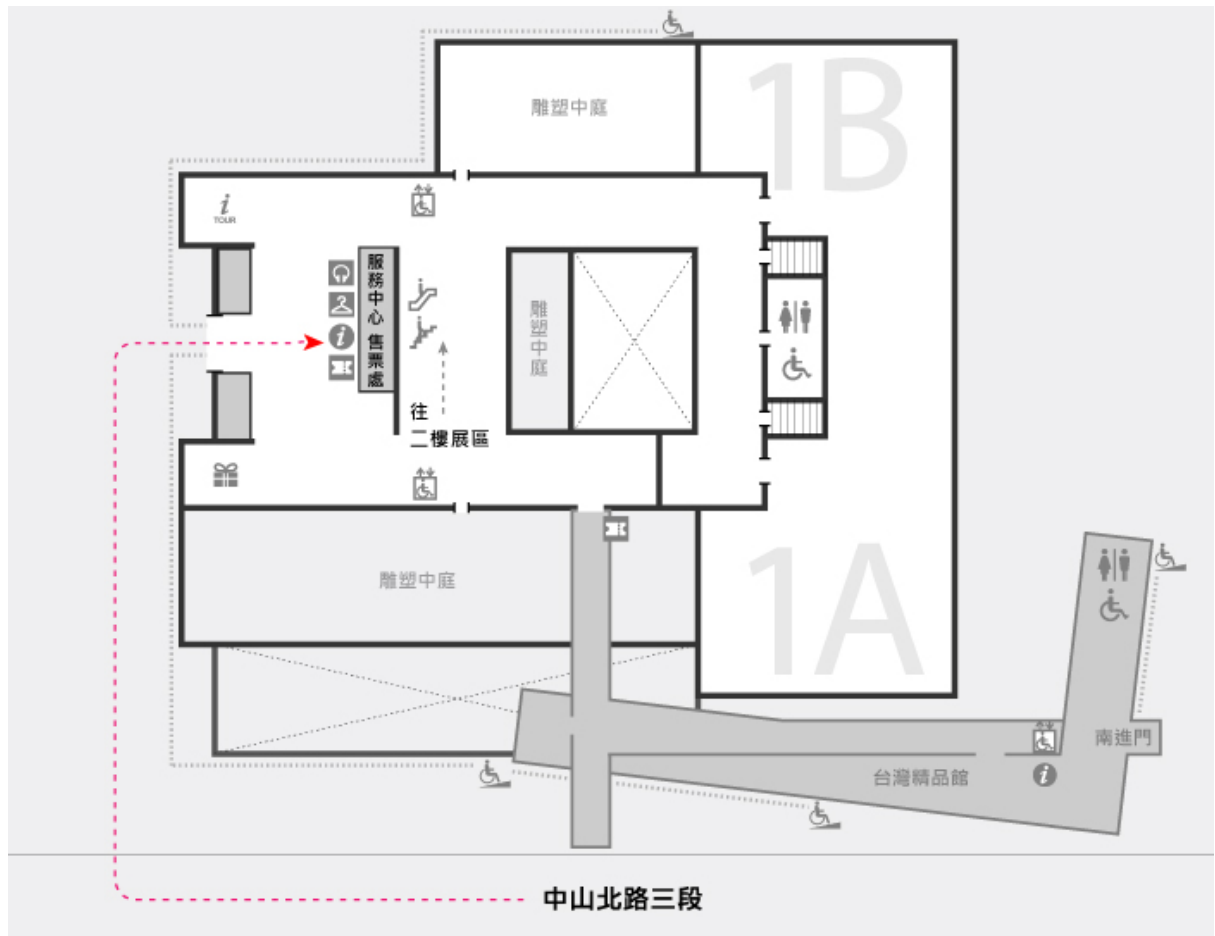 雕塑中庭
1B
i
TOUR
服務中心 售票處
i
雕塑中庭
往
二樓展區
雕塑中庭
1A
南進門
台灣精品館
i
中山北路三段